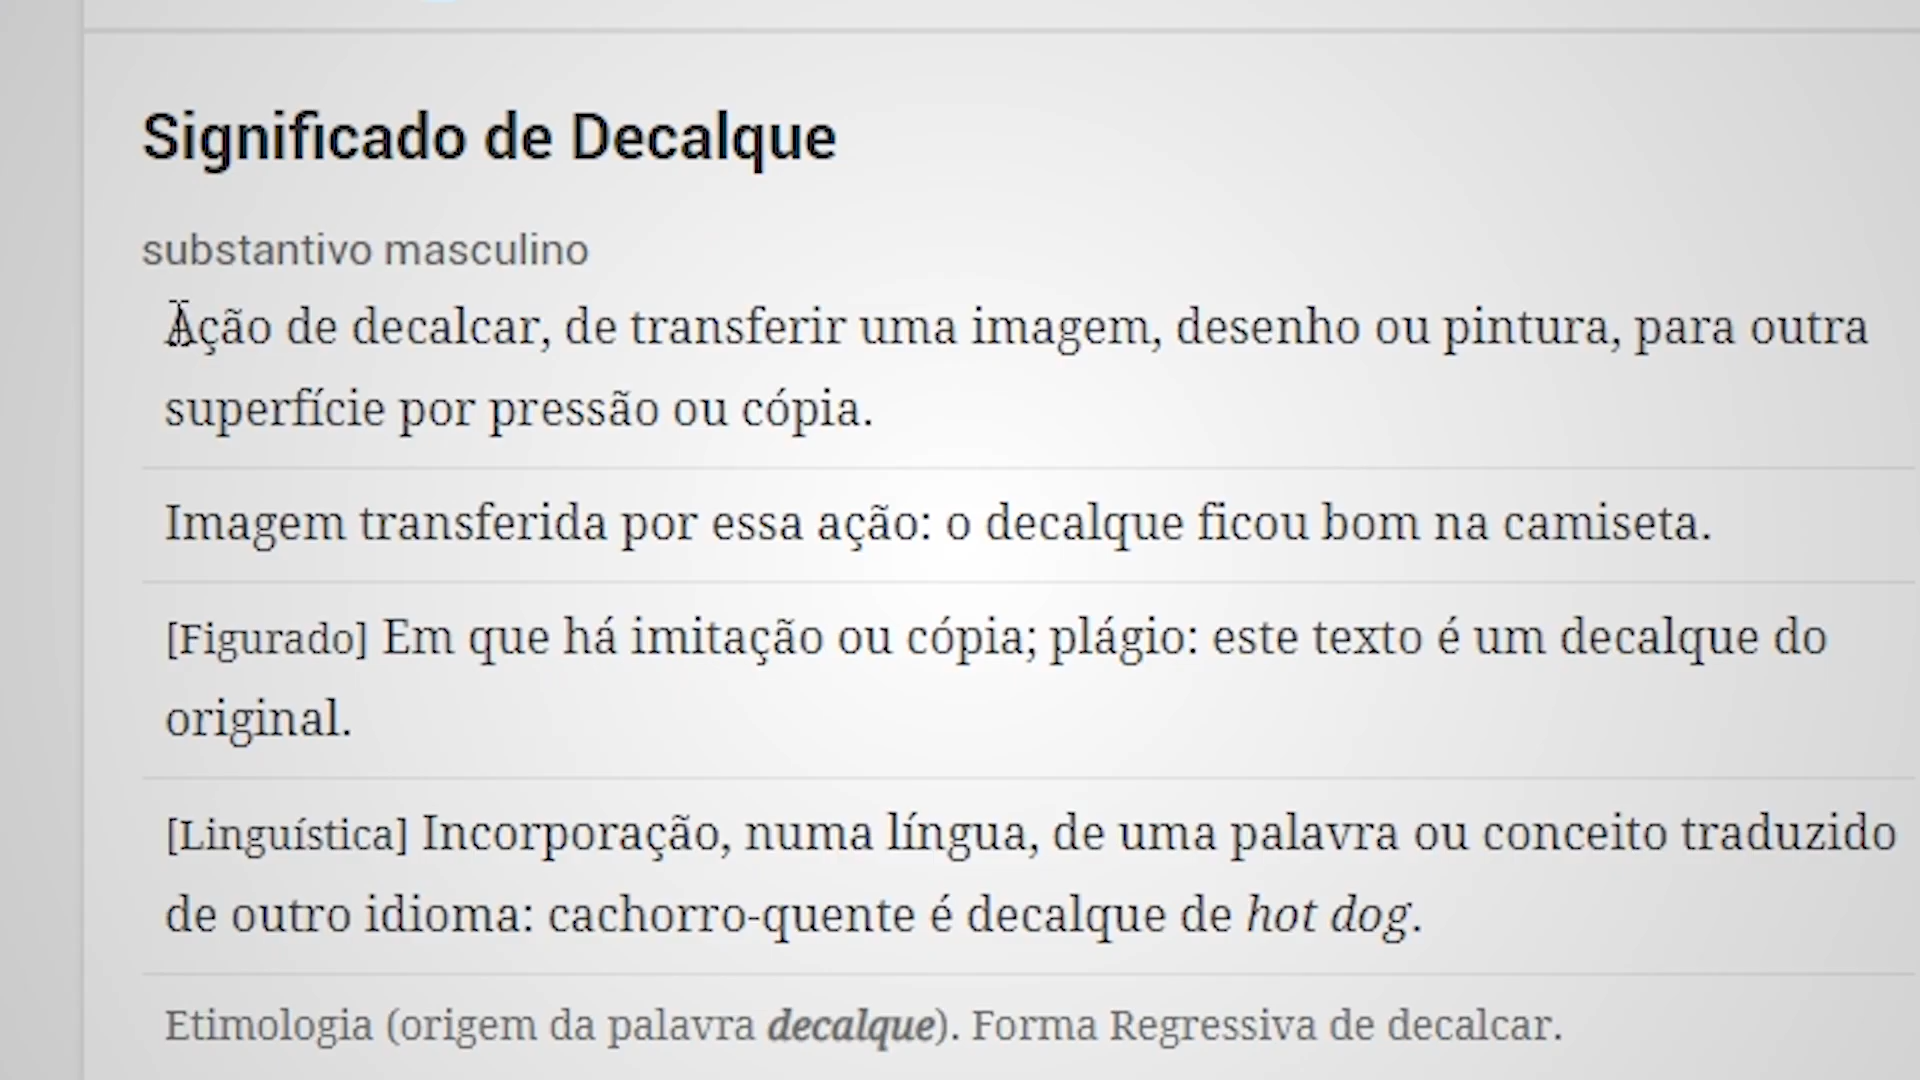 Significado de Decalque
substantivo masculino
Ação de decalcar, de transferir uma imagem, desenho ou pintura, para outra
superfície por pressão ou cópia.
Imagem transferida por essa ação: o decalque ficou bom na camiseta.
[Figurado] Em que há imitação ou cópia; plágio: este texto é um decalque do
original.
[Linguística] Incorporação, numa língua, de uma palavra ou conceito traduzido
de outro idioma: cachorro-quente é decalque de hot dog.
Etimologia (origem da palavra decalque). Forma Regressiva de decalcar.